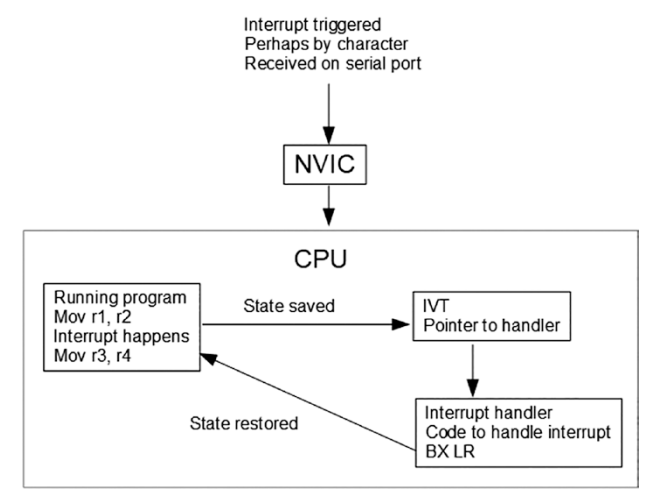 Interrupt triggered
Perhaps by character
Received on serial port
NVIC
CPU
Running program
Mov r1, r2
Interrupt happens
Mov r3, r4
State saved
IVT
Pointer to handler
Interrupt handler
Code to handle interrupt
BX LR
State restored